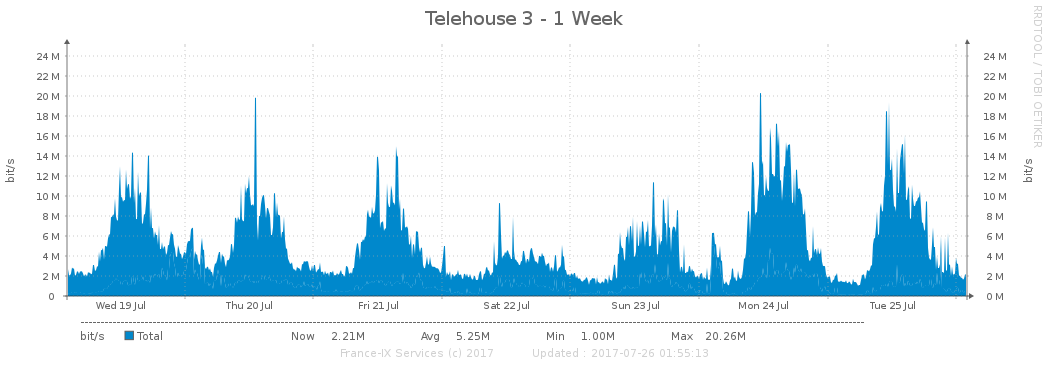 Telehouse 3 - 1 Week
RRDTOOL / TOBI OETIKER
bit/s
24 M 24 M
22 M 22 M
20 M 20 M
18 M 18 M
16 M 16 M
14 M 14 M
12 M 12 M
10 M 10 M
8 M 8 M
6 M 6 M
4 M 4 M
2 M 2 M
0 0 M
bit/s
Wed 19 Jul Thu 20 Jul Fri 21 Jul Sat 22 Jul Sun 23 Jul Mon 24 Jul Tue 25 Jul
bit/s Total Now 2.21M Avg 5.25M Min 1.00M Max 20.26M
France-IX Services (c) 2017 Updated : 2017-07-26 01:55:13